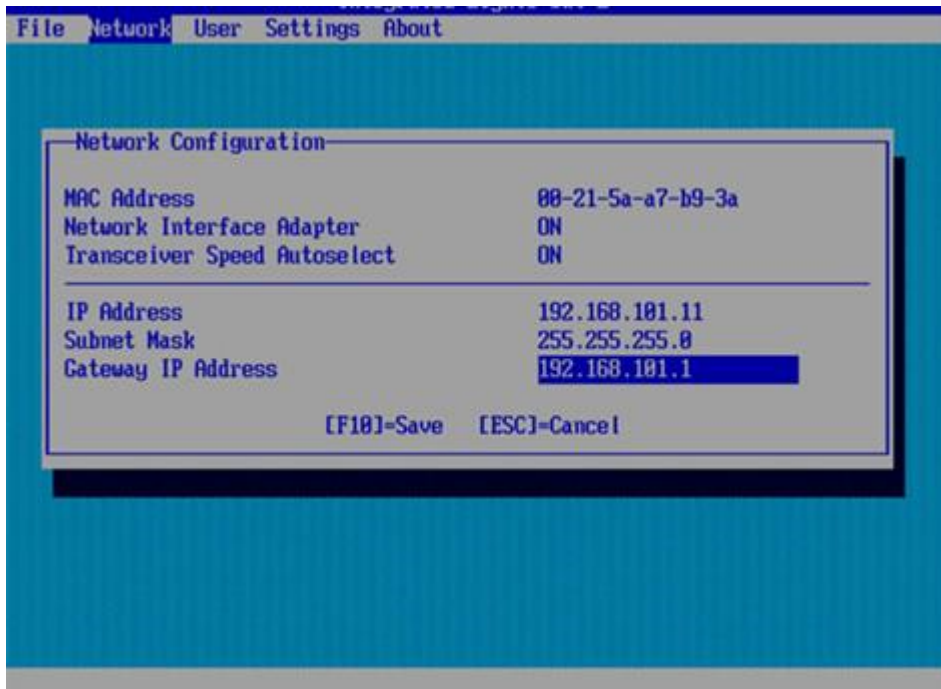 File Network User Settings About
Network Configuration
MAC Address 00-21-5a-a7-b9-3a
Network Interface Adapter ON
Transceiver Speed Autoselect ON
IP Address 192.168.101.11
Subnet Mask 255.255.255.0
Gateway IP Address 192.168.101.1
[F10]=Save [ESC]=Cancel